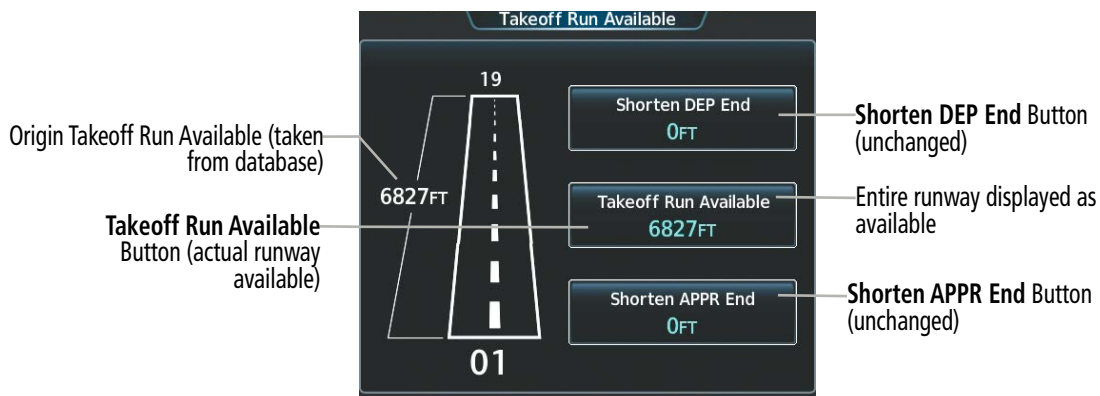 Takeoff Run Available
19
Shorten DEP End
0FT
Shorten DEP End Button
(unchanged)
Origin Takeoff Run Available (taken
from database)
6827FT
Takeoff Run Available
6827FT
Entire runway displayed as
available
Takeoff Run Available
Button (actual runway
available)
Shorten APPR End
0FT
Shorten APPR End Button
(unchanged)
01